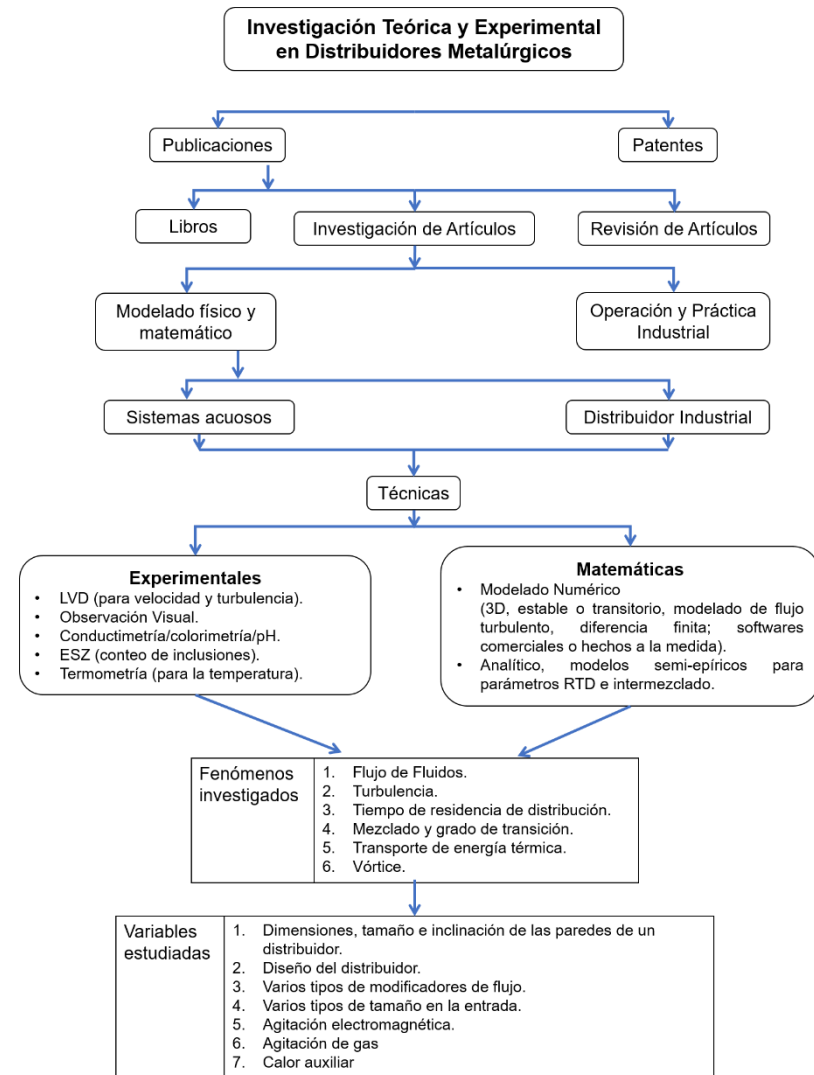 Investigación Teórica y Experimental
en Distribuidores Metalúrgicos
Publicaciones
Patentes
Libros
Investigación de Artículos
Revisión de Artículos
Modelado físico y
matemático
Operación y Práctica
Industrial
Sistemas acuosos
Distribuidor Industrial
Técnicas
Experimentales
• LVD (para velocidad y turbulencia).
• Observación Visual.
• Conductimetría/colorimetría/pH.
• ESZ (conteo de inclusiones).
• Termometría (para la temperatura).
Matemáticas
• Modelado Numérico
(3D, estable o transitorio, modelado de flujo
turbulento, diferencia finita; softwares
comerciales o hechos a la medida).
• Analítico, modelos semi-epíricos para
parámetros RTD e intermezclado.
Fenómenos
investigados
1. Flujo de Fluidos.
2. Turbulencia.
3. Tiempo de residencia de distribución.
4. Mezclado y grado de transición.
5. Transporte de energía térmica.
6. Vórtice.
Variables
estudiadas
1. Dimensiones, tamaño e inclinación de las paredes de un
distribuidor.
2. Diseño del distribuidor.
3. Varios tipos de modificadores de flujo.
4. Varios tipos de tamaño en la entrada.
5. Agitación electromagnética.
6. Agitación de gas
7. Calor auxiliar